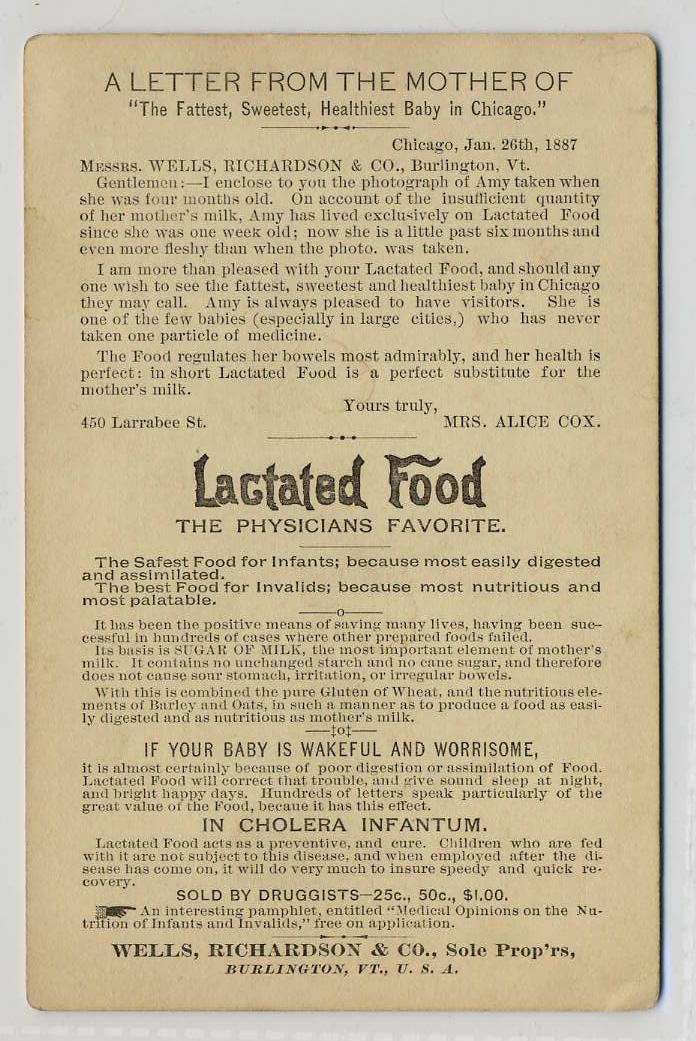 A LETTER FROM THE MOTHER OF
"The Fattest, Sweetest, Healthiest Baby in Chicago."
Chicago, Jan. 26th, 1887
MESSRS. WELLS, RICHARDSON & CO., Burlington, Vt.
Gentlemen:—I enclose to you the photograph of Amy taken when
she was four months old. On account of the insufficient quantity
of her mother's milk, Amy has lived exclusively on Lactated Food
since she was one week old; now she is a little past six months and
even more fleshy than when the photo. was taken.
I am more than pleased with your Lactated Food, and should any
one wish to see the fattest, sweetest and healthiest baby in Chicago
they may call. Amy is always pleased to have visitors. She is
one of the few babies (especially in large cities,) who has never
taken one particle of medicine.
The Food regulates her bowels most admirably, and her health is
perfect: in short Lactated Food is a perfect substitute for the
mother's milk.
Yours truly,
450 Larrabee St. MRS. ALICE COX.
Lactated Food
THE PHYSICIANS FAVORITE.
The Safest Food for Infants; because most easily digested
and assimilated.
The best Food for Invalids; because most nutritious and
most palatable.
It has been the positive means of saving many lives, having been suc-
cessful in hundreds of cases where other prepared foods failed.
Its basis is SUGAR OF MILK, the most important element of mother's
milk. It contains no unchanged starch and no cane sugar, and therefore
does not cause sour stomach, irritation, or irregular bowels.
With this is combined the pure Gluten of Wheat, and the nutritious ele-
ments of Barley and Oats, in such a manner as to produce a food as easi-
ly digested and as nutritious as mother's milk.
IF YOUR BABY IS WAKEFUL AND WORRISOME,
it is almost certainly because of poor digestion or assimilation of Food.
Lactated Food will correct that trouble, and give sound sleep at night,
and bright happy days. Hundreds of letters speak particularly of the
great value of the Food, becaue it has this effect.
IN CHOLERA INFANTUM.
Lactated Food acts as a preventive, and cure. Children who are fed
with it are not subject to this disease, and when employed after the di-
sease has come on, it will do very much to insure speedy and quick re-
covery.
SOLD BY DRUGGISTS—25c., 50c., $1.00.
An interesting pamphlet, entitled "Medical Opinions on the Nu-
trition of Infants and Invalids," free on application.
WELLS, RICHARDSON & CO., Sole Prop'rs,
BURLINGTON, VT., U. S. A.